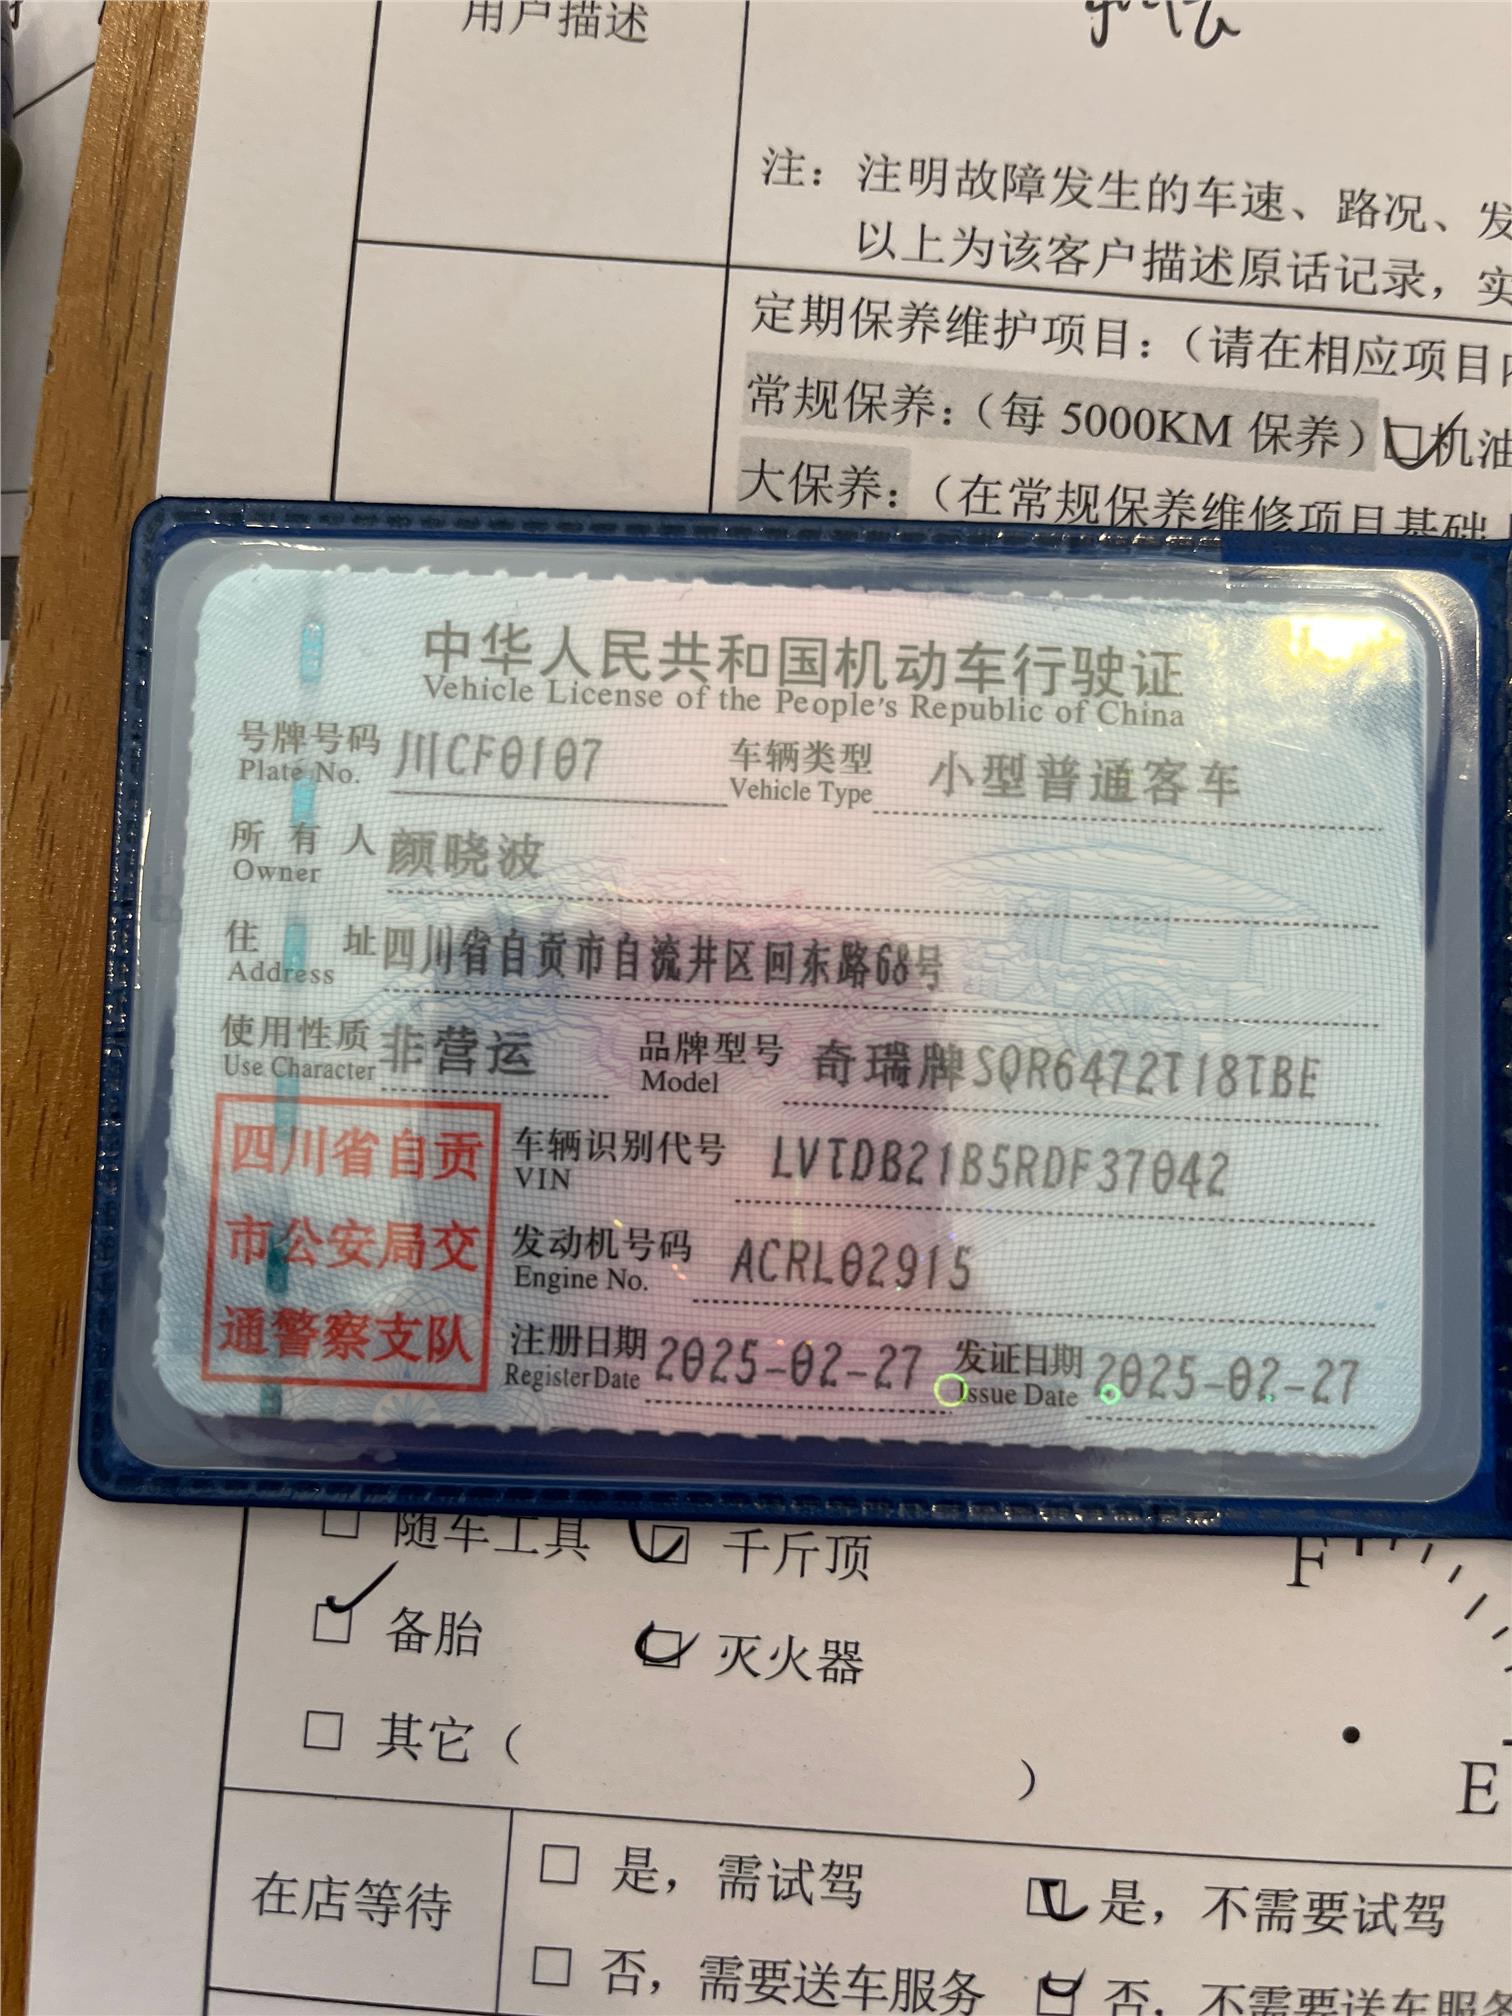 用户描述
注：注明故障发生的车速、路况、发
以上为该客户描述原话记录，实
定期保养维护项目：（请在相应项目内
常规保养：（每 5000KM 保养）□机油
大保养：（在常规保养维修项目基础上
中华人民共和国机动车行驶证
Vehicle License of the People's Republic of China
号牌号码 川CF0107 车辆类型 小型普通客车
Plate No. Vehicle Type
所有人 颜晓波
Owner
住址 四川省自贡市自流井区回东路68号
Address
使用性质 非营运 品牌型号 奇瑞牌SQR6472T18TBE
Use Character Model
四川省自贡
市公安局交
通警察支队
车辆识别代号 LVTDB21B5RDF37042
VIN
发动机号码 ACRL02915
Engine No.
注册日期 2025-02-27 发证日期 2025-02-27
Register Date Issue Date
□ 随车工具 ☑ 千斤顶
☑ 备胎 ☑ 灭火器
□ 其它（ ）
F
E
在店等待
□ 是，需试驾 ☑ 是，不需要试驾
□ 否，需要送车服务 ☑ 否，不需要送车服务